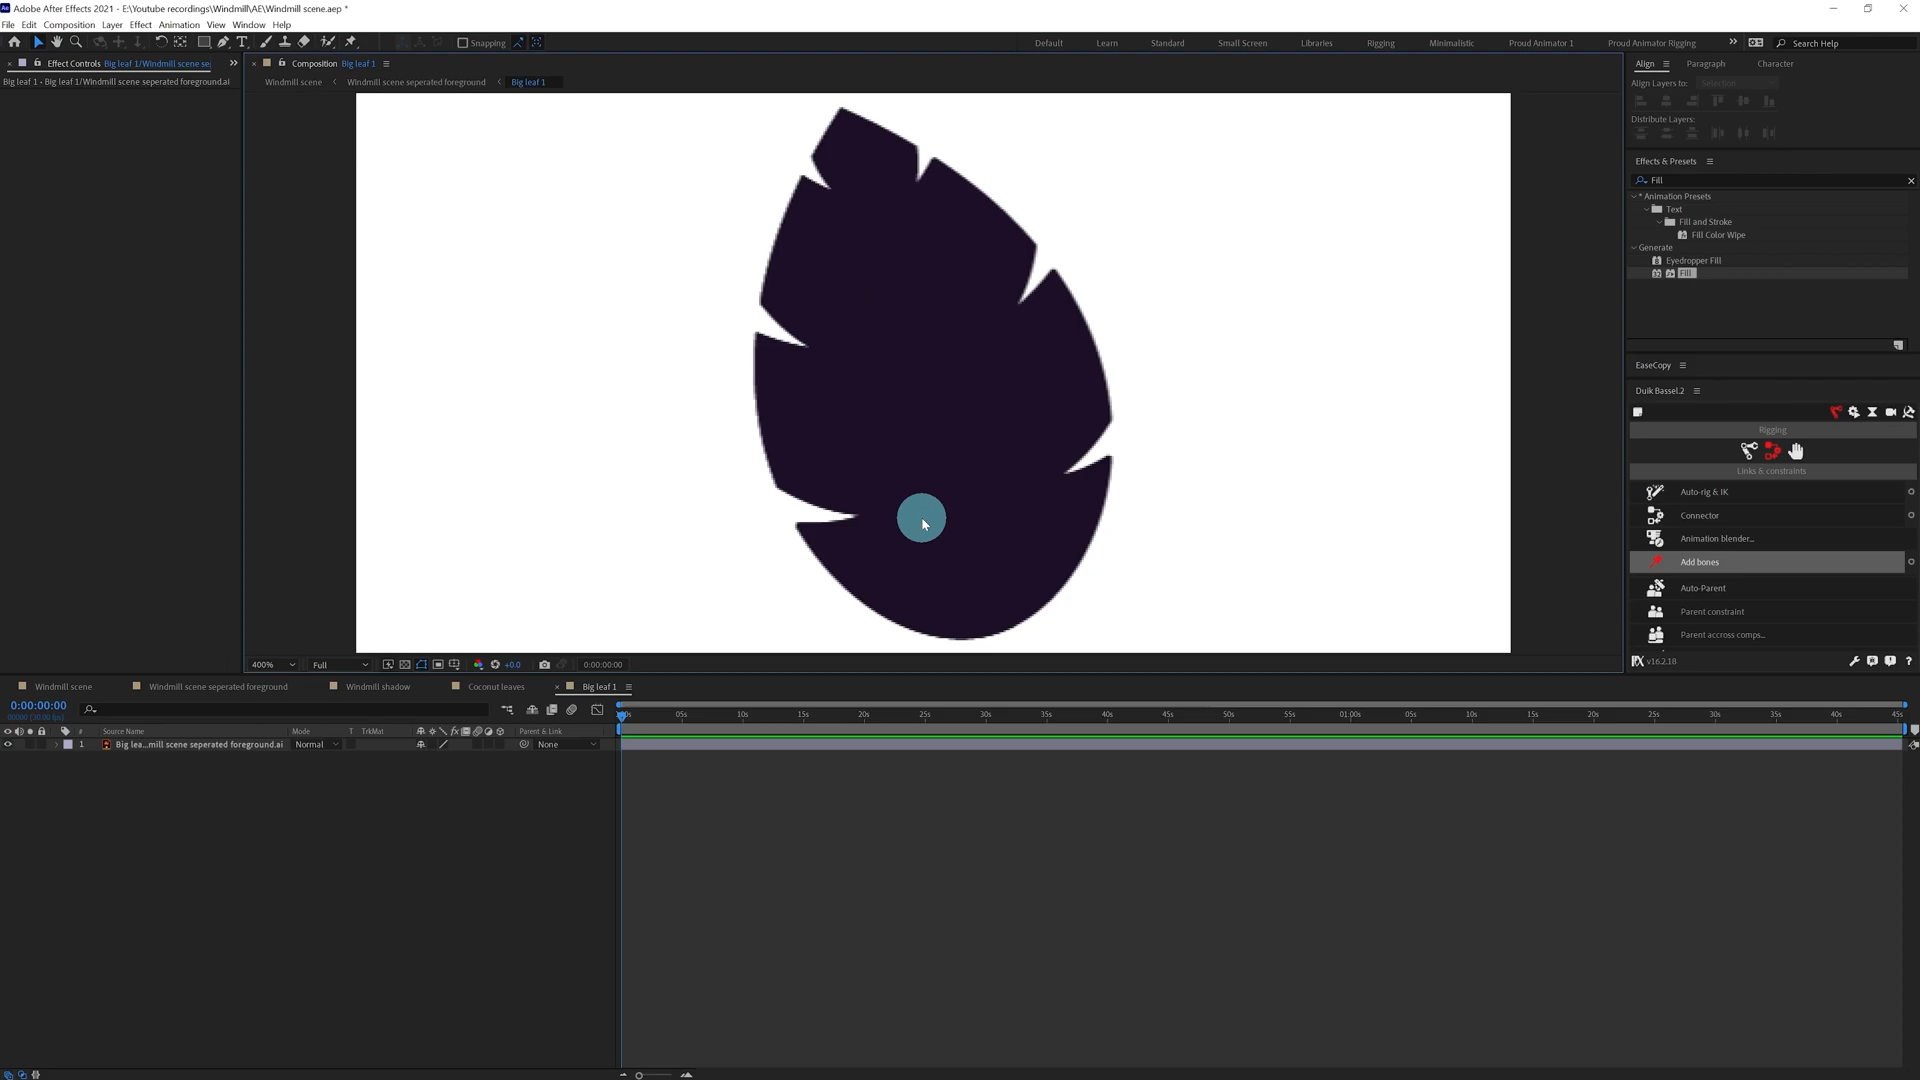 Adobe After Effects 2021 - E:\Youtube recordings\Windmill\AE\Windmill scene.aep *
File Edit Composition Layer Effect Animation View Window Help
Snapping
Default Learn Standard Small Screen Libraries Rigging Minimalistic Proud Animator 1 Proud Animator Rigging
Search Help
Effect Controls Big leaf 1/Windmill scene se
Big leaf 1 - Big leaf 1/Windmill scene seperated foreground.ai
Composition Big leaf 1
Windmill scene Windmill scene seperated foreground Big leaf 1
Align Paragraph Character
Align Layers to: Selection
Distribute Layers:
Effects & Presets
Fill
* Animation Presets
Text
Fill and Stroke
Fill Color Wipe
Generate
Eyedropper Fill
Fill
EaseCopy
Duik Bassel.2
Rigging
Links & constraints
Auto-rig & IK
Connector
Animation blender...
Add bones
Auto-Parent
Parent constraint
Parent accross comps...
v16.2.18
400% Full +0.0 0:00:00:00
Windmill scene Windmill scene seperated foreground Windmill shadow Coconut leaves Big leaf 1
0:00:00:00
00000 (30.00 fps)
05s 10s 15s 20s 25s 30s 35s 40s 45s 50s 55s 01:00s 05s 10s 15s 20s 25s 30s 35s 40s 45s
# Source Name Mode T TrkMat Parent & Link
1 Big lea...mill scene seperated foreground.ai Normal None